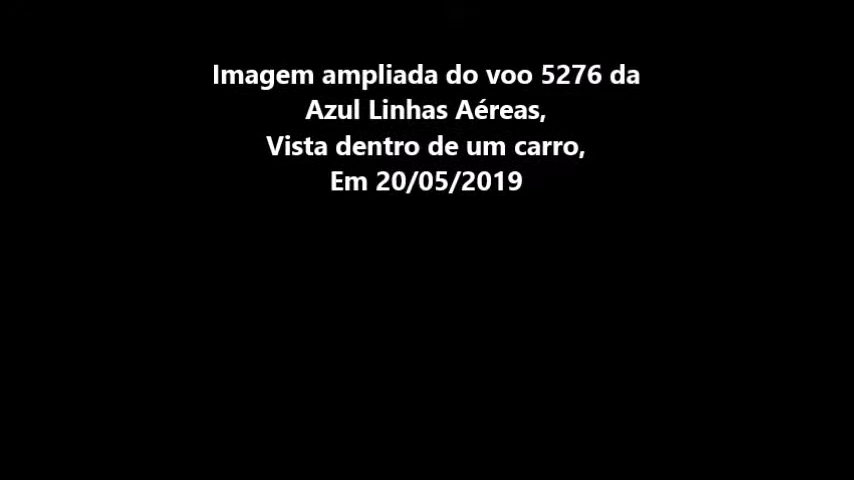 Imagem ampliada do voo 5276 da
Azul Linhas Aéreas,
Vista dentro de um carro,
Em 20/05/2019